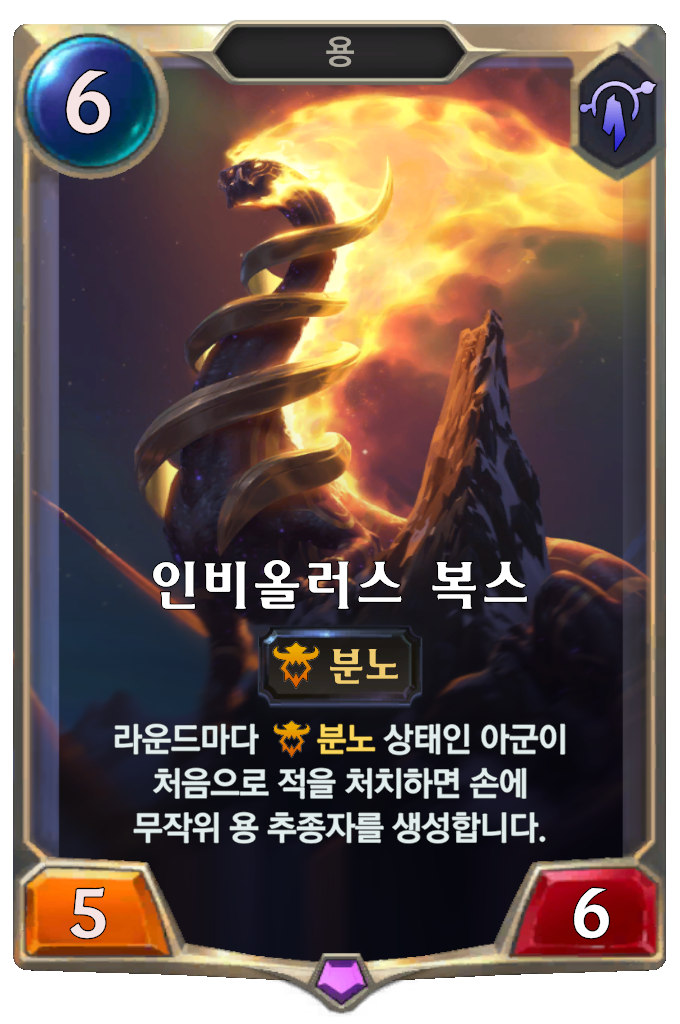 용
6
인비올러스 복스
분노
라운드마다 분노 상태인 아군이
처음으로 적을 처치하면 손에
무작위 용 추종자를 생성합니다.
5
6